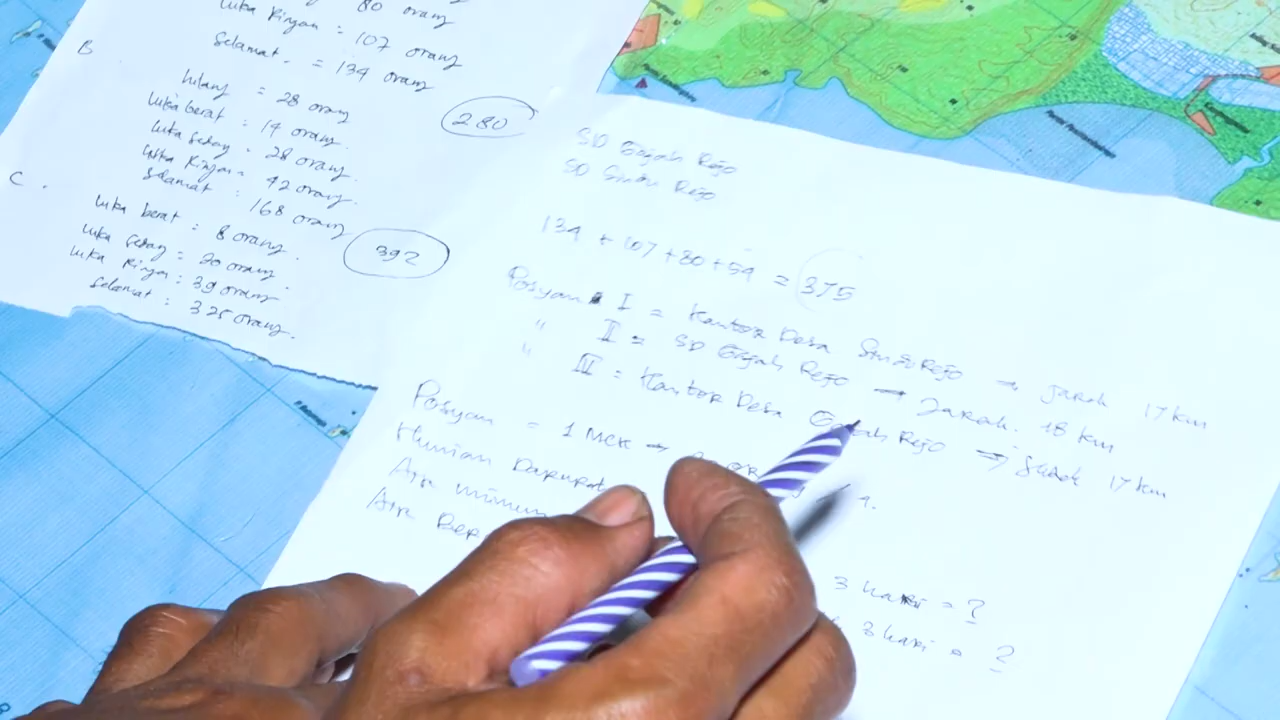 80 orang
luka Ringan = 107 orang
Selamat = 134 orang
B
hilang = 28 orang
luka berat : 14 orang.
luka sedang = 28 orang.
luka Ringan = 42 orang.
Selamat : 168 orang
280
C.
luka berat : 8 orang.
luka sedang = 20 orang.
luka Ringan : 39 orang
Selamat : 325 orang.
392
SD Gajah Rejo
SD Rejo
134 + 107 + 80 + 54 = 375
Posyan I = Kantor Desa Rejo → Jarak 17 km
" II = SD Gajah Rejo → Jarak. 18 km
" III = Kantor Desa Gajah Rejo → Jarak 17 km
Posyan = 1 MCK →
Hunian Darurat
Air minum
Air Ber
3 hari = ?
3 hari = ?